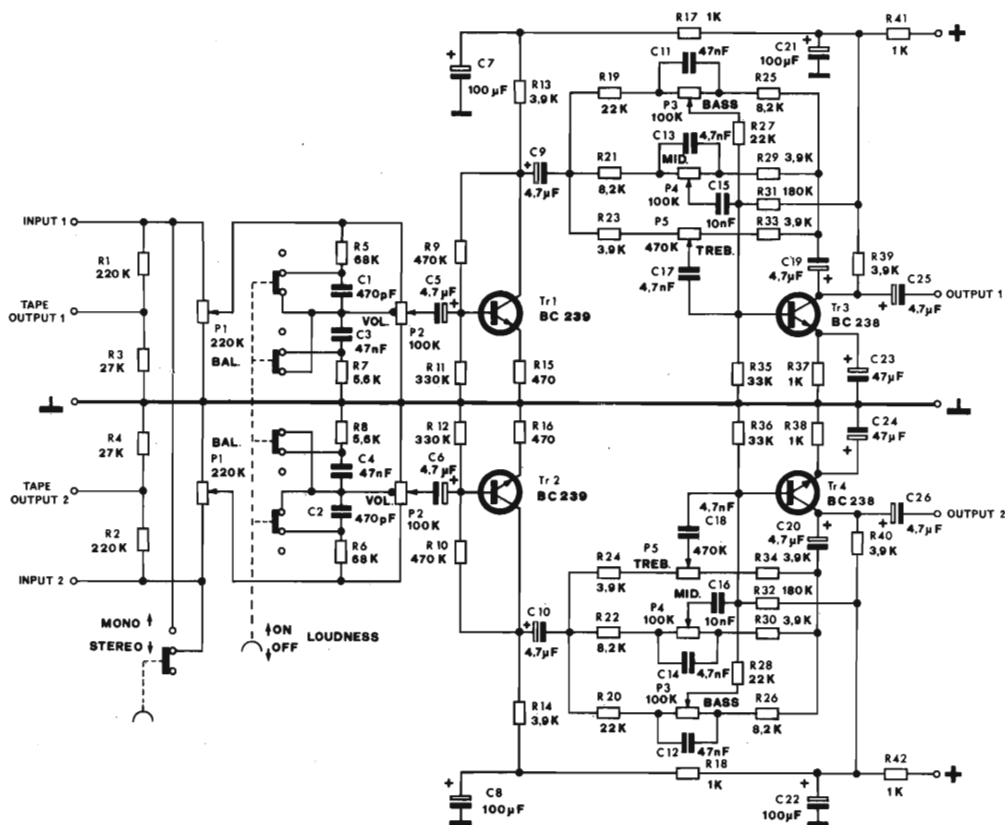 R17 1K
R41
1K
+
C7
100µF
C21
100µF
C11
47nF
R13
3,9K
R19
22K
P3
100K
BASS
R25
8,2K
R27
22K
C9
4,7µF
C13
4,7nF
MID.
R21
8,2K
P4
100K
R29 3,9K
C15
10nF
R31 180K
R23
3,9K
P5
470K
TREB.
R33 3,9K
C17
4,7nF
C19
4,7µF
R39
3,9K
C25
4,7µF
OUTPUT 1
INPUT 1
R1
220K
TAPE
OUTPUT 1
R3
27K
P1
220K
BAL.
R5
68K
C1
470pF
VOL.
C3
47nF
R7
5,6K
P2
100K
R9
470K
C5
4,7µF
Tr1
BC 239
R11
330K
R15
470
Tr3
BC 238
R35
33K
R37
1K
C23
47µF
R4
27K
TAPE
OUTPUT 2
R2
220K
INPUT 2
P1
220K
BAL.
R8
5,6K
C4
47nF
VOL.
C2
470pF
R6
68K
P2
100K
R12
330K
C6
4,7µF
R10
470K
R16
470
Tr2
BC 239
R36
33K
R38
1K
C24
47µF
Tr4
BC238
C26
4,7µF
OUTPUT 2
4,7nF
C18
470K
P5
TREB.
C20
4,7µF
R40
3,9K
R24
3,9K
R34 3,9K
MID.
C16
10nF
R32 180K
C10
4,7µF
R22
8,2K
P4
100K
R30 3,9K
C14
4,7nF
R28
22K
P3
100K
BASS
R20
22K
R26
8,2K
C12
47nF
R14
3,9K
R18
1K
R42
1K
+
C8
100µF
C22
100µF
MONO
STEREO
ON
OFF
LOUDNESS